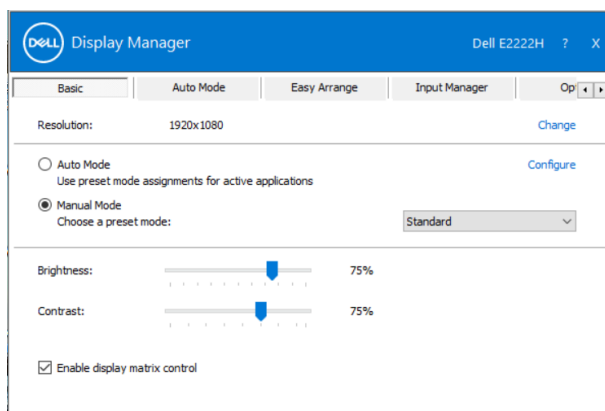 DELL Display Manager Dell E2222H ? X
Basic Auto Mode Easy Arrange Input Manager
Resolution: 1920x1080 Change
Auto Mode Configure
Use preset mode assignments for active applications
Manual Mode
Choose a preset mode: Standard
Brightness: 75%
Contrast: 75%
Enable display matrix control